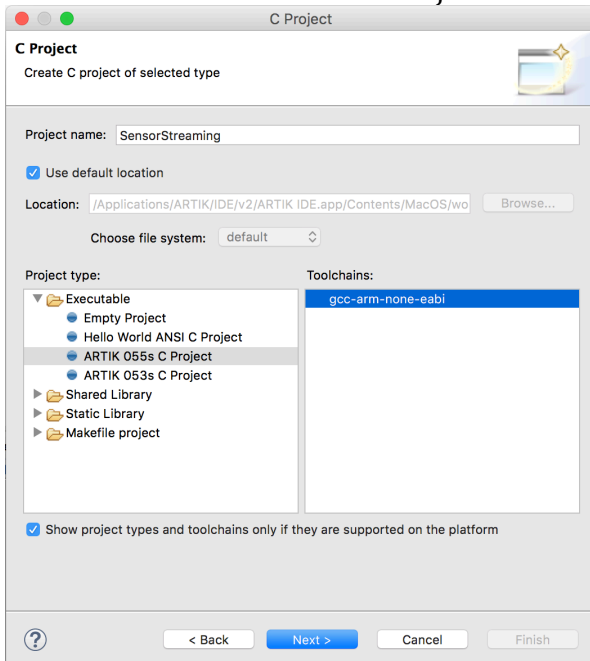 C Project
C Project
Create C project of selected type
Project name: SensorStreaming
Use default location
Location: /Applications/ARTIK/IDE/v2/ARTIK IDE.app/Contents/MacOS/wo Browse...
Choose file system: default
Project type: Toolchains:
Executable gcc-arm-none-eabi
Empty Project
Hello World ANSI C Project
ARTIK 055s C Project
ARTIK 053s C Project
Shared Library
Static Library
Makefile project
Show project types and toolchains only if they are supported on the platform
? < Back Next > Cancel Finish